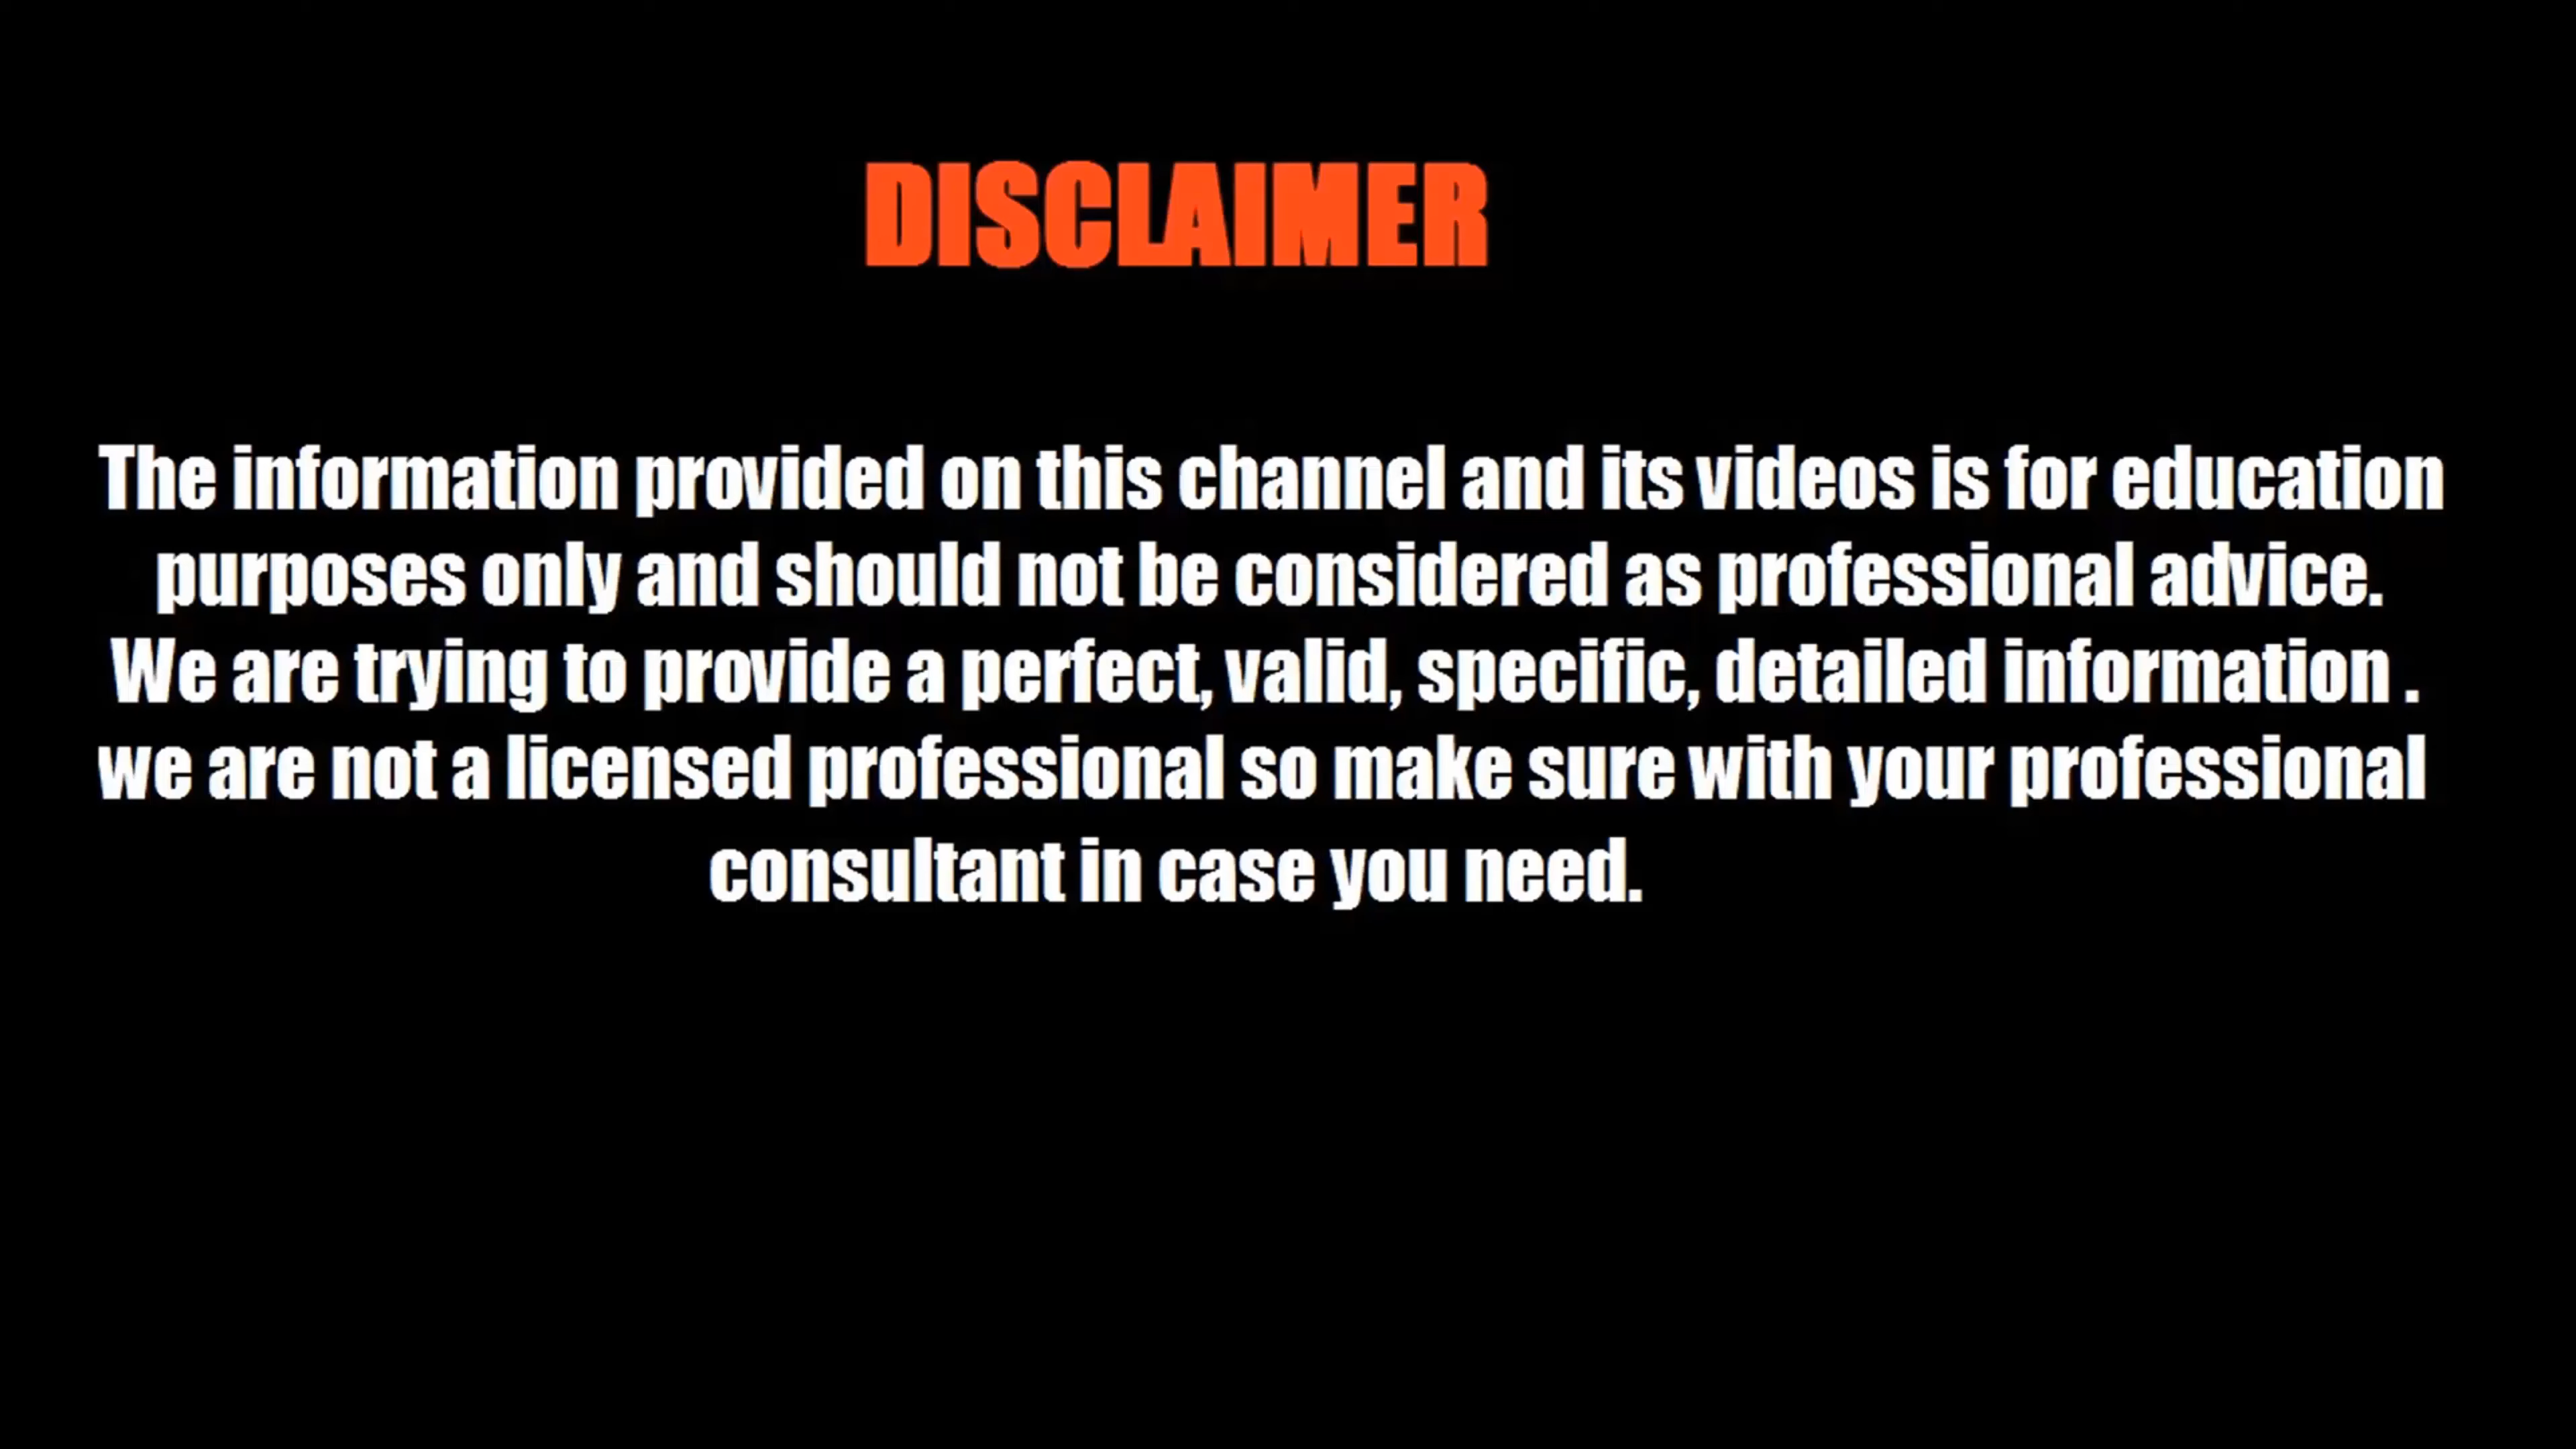 DISCLAIMER
The information provided on this channel and its videos is for education
purposes only and should not be considered as professional advice.
We are trying to provide a perfect, valid, specific, detailed information .
we are not a licensed professional so make sure with your professional
consultant in case you need.